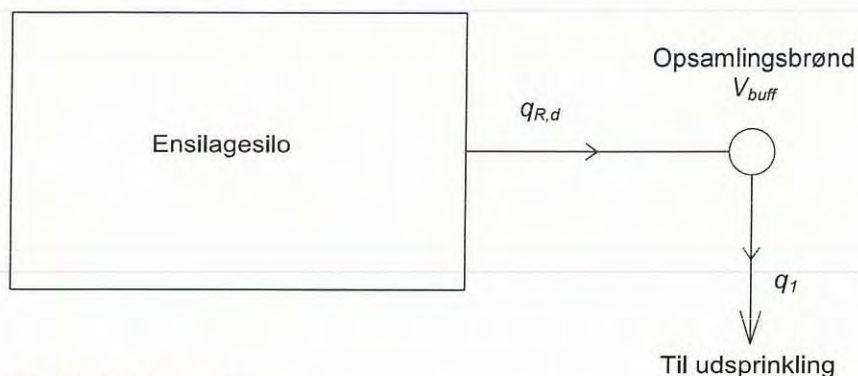 Opsamlingsbrønd
V_buff
q_R,d
Ensilagesilo
q_1
Til udsprinkling